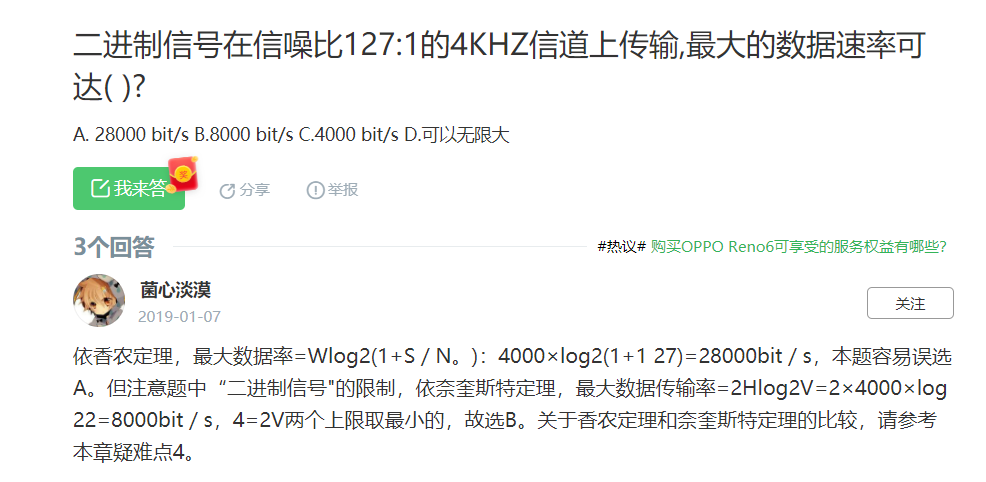 二进制信号在信噪比127:1的4KHZ信道上传输,最大的数据速率可
达( )?
A. 28000 bit/s B.8000 bit/s C.4000 bit/s D.可以无限大
我来答
奖
分享
举报
3个回答
#热议# 购买OPPO Reno6可享受的服务权益有哪些?
菌心淡漠
2019-01-07
关注
依香农定理，最大数据率=Wlog2(1+S / N。)：4000×log2(1+1 27)=28000bit / s，本题容易误选
A。但注意题中“二进制信号"的限制，依奈奎斯特定理，最大数据传输率=2Hlog2V=2×4000×log
22=8000bit / s，4=2V两个上限取最小的，故选B。关于香农定理和奈奎斯特定理的比较，请参考
本章疑难点4。